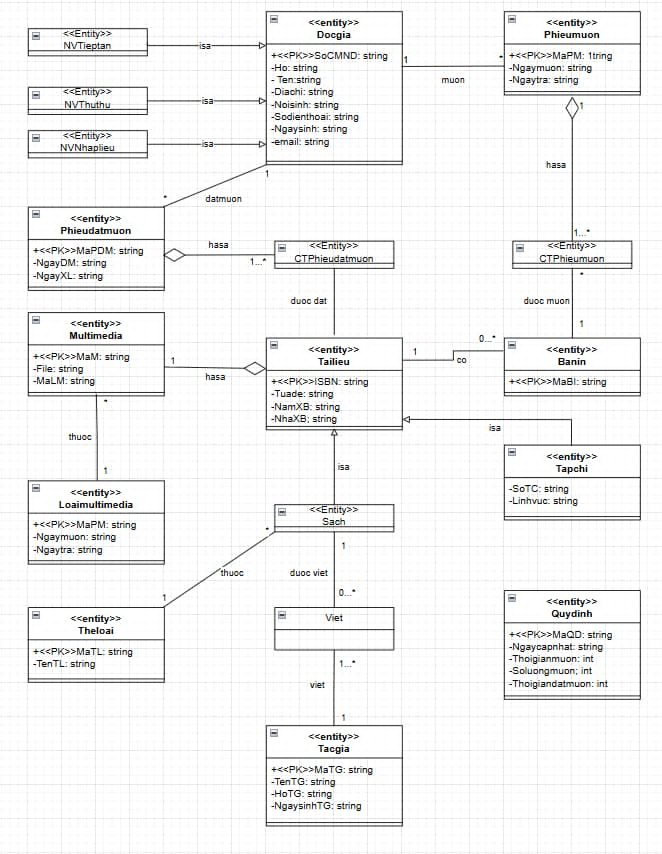 <<Entity>>
NVTieptan
isa
<<Entity>>
NVThuthu
isa
<<Entity>>
NVNhaplieu
isa
<<entity>>
Docgia
+<<PK>>SoCMND: string
-Ho: string
- Ten:string
-Diachi: string
-Noisinh: string
-Sodienthoai: string
-Ngaysinh: string
-email: string
1
muon
*
<<entity>>
Phieumuon
+<<PK>>MaPM: 1tring
-Ngaymuon: string
-Ngaytra: string
1
hasa
1...*
1
datmuon
*
<<entity>>
Phieudatmuon
+<<PK>>MaPDM: string
-NgayDM: string
-NgayXL: string
hasa
1...*
<<Entity>>
CTPhieudatmuon
<<Entity>>
CTPhieumuon
*
duoc dat
duoc muon
1
<<entity>>
Multimedia
+<<PK>>MaM: string
-File: string
-MaLM: string
1
hasa
<<entity>>
Tailieu
+<<PK>>ISBN: string
-Tuade: string
-NamXB: string
-NhaXB; string
1
co
0...*
<<entity>>
Banin
+<<PK>>MaBI: string
*
thuoc
1
isa
isa
<<entity>>
Tapchi
-SoTC: string
-Linhvuc: string
<<entity>>
Loaimultimedia
+<<PK>>MaPM: string
-Ngaymuon: string
-Ngaytra: string
<<Entity>>
Sach
*
thuoc
1
1
duoc viet
0...*
<<entity>>
Theloai
+<<PK>>MaTL: string
-TenTL: string
Viet
<<entity>>
Quydinh
+<<PK>>MaQD: string
-Ngaycapnhat: string
-Thoigianmuon: int
-Soluongmuon; int
-Thoigiandatmuon: int
1...*
viet
1
<<entity>>
Tacgia
+<<PK>>MaTG: string
-TenTG: string
-HoTG: string
-NgaysinhTG: string